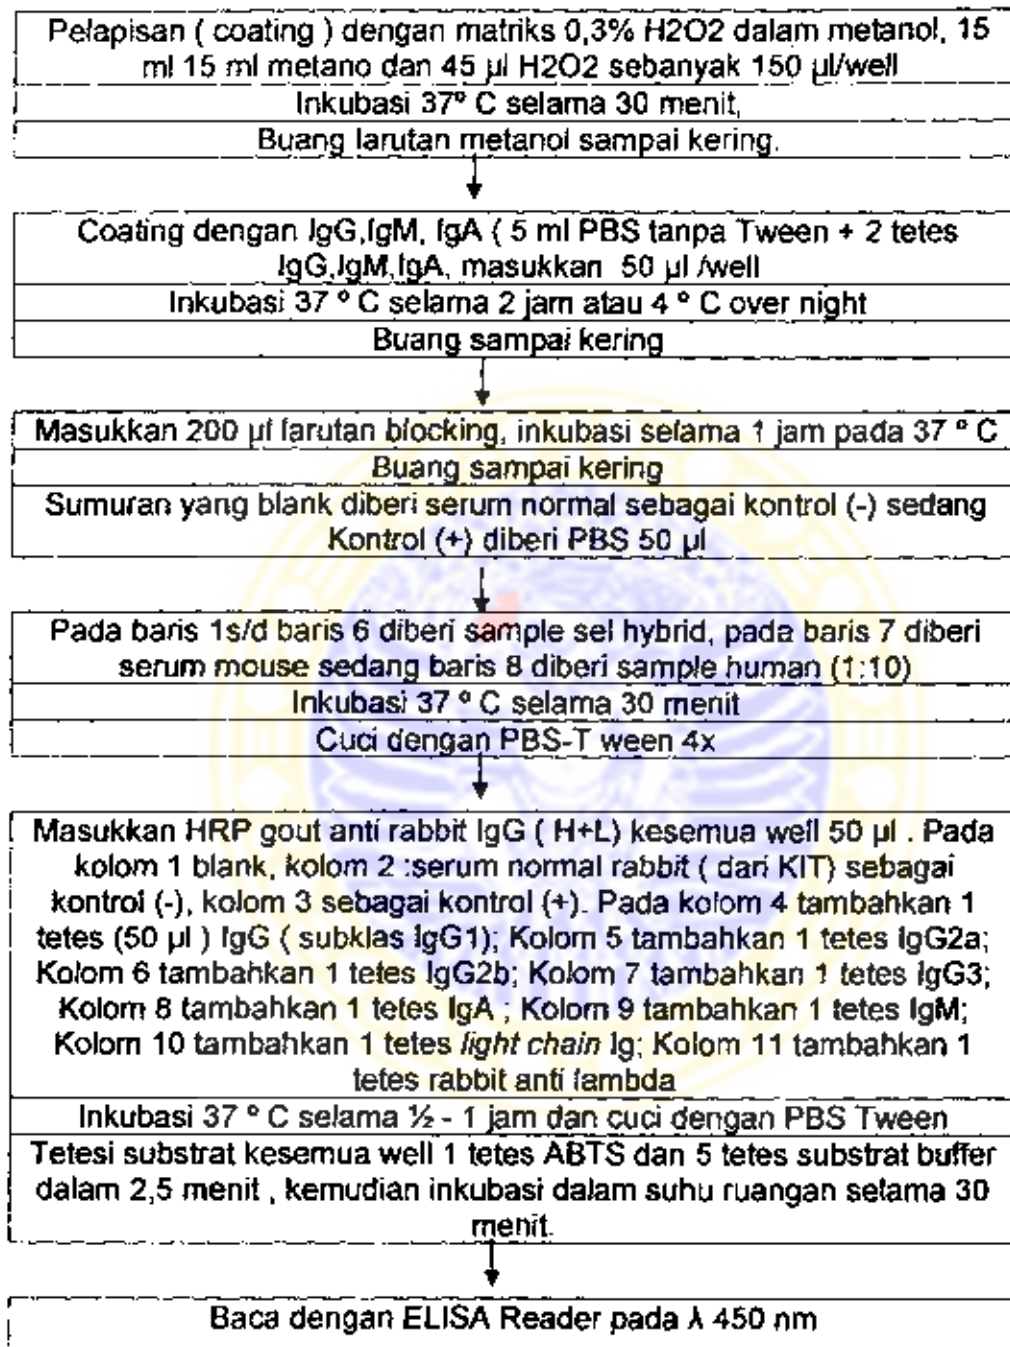 Pelapisan ( coating ) dengan matriks 0,3% H2O2 dalam metanol, 15
ml 15 ml metano dan 45 µl H2O2 sebanyak 150 µl/well
Inkubasi 37º C selama 30 menit,
Buang larutan metanol sampai kering.
Coating dengan IgG,IgM, IgA ( 5 ml PBS tanpa Tween + 2 tetes
IgG,IgM,IgA, masukkan 50 µl /well
Inkubasi 37 º C selama 2 jam atau 4 º C over night
Buang sampai kering
Masukkan 200 µl larutan blocking, inkubasi selama 1 jam pada 37 º C
Buang sampai kering
Sumuran yang blank diberi serum normal sebagai kontrol (-) sedang
Kontrol (+) diberi PBS 50 µl
Pada baris 1s/d baris 6 diberi sample sel hybrid, pada baris 7 diberi
serum mouse sedang baris 8 diberi sample human (1:10)
Inkubasi 37 º C selama 30 menit
Cuci dengan PBS-T ween 4x
Masukkan HRP gout anti rabbit IgG ( H+L) kesemua well 50 µl . Pada
kolom 1 blank, kolom 2 :serum normal rabbit ( dari KIT) sebagai
kontrol (-), kolom 3 sebagai kontrol (+). Pada kolom 4 tambahkan 1
tetes (50 µl ) IgG ( subklas IgG1); Kolom 5 tambahkan 1 tetes IgG2a;
Kolom 6 tambahkan 1 tetes IgG2b; Kolom 7 tambahkan 1 tetes IgG3;
Kolom 8 tambahkan 1 tetes IgA ; Kolom 9 tambahkan 1 tetes IgM;
Kolom 10 tambahkan 1 tetes light chain Ig; Kolom 11 tambahkan 1
tetes rabbit anti lambda
Inkubasi 37 º C selama ½ - 1 jam dan cuci dengan PBS Tween
Tetesi substrat kesemua well 1 tetes ABTS dan 5 tetes substrat buffer
dalam 2,5 menit , kemudian inkubasi dalam suhu ruangan selama 30
menit.
Baca dengan ELISA Reader pada λ 450 nm